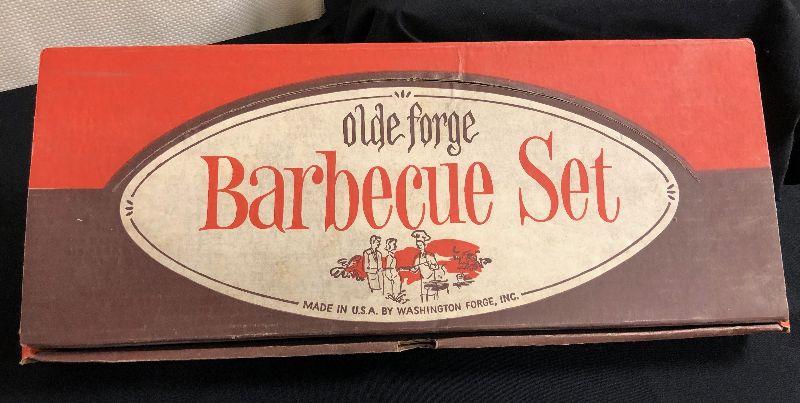 olde forge
Barbecue Set
MADE IN U.S.A. BY WASHINGTON FORGE, INC.